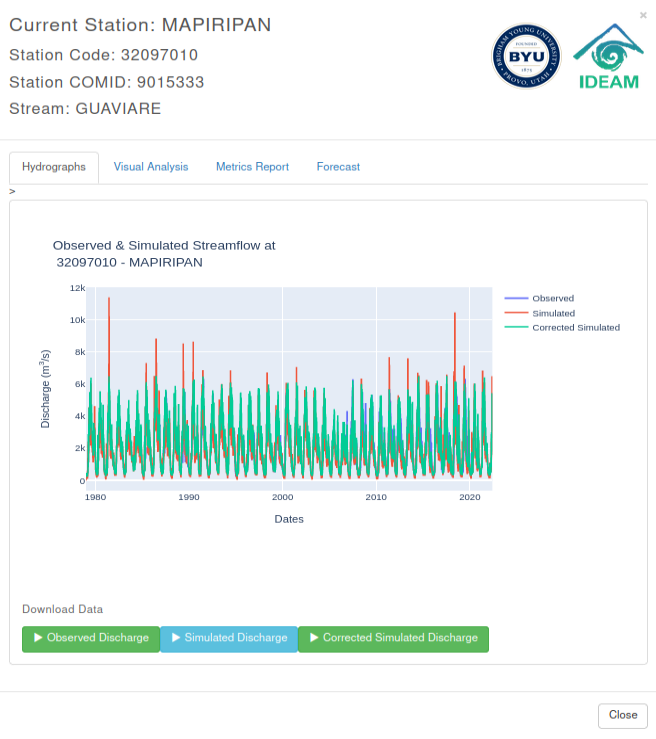 Current Station: MAPIRIPAN
×
Station Code: 32097010
Station COMID: 9015333
Stream: GUAVIARE
BRIGHAM YOUNG UNIVERSITY
FOUNDED
BYU
1875
PROVO, UTAH
IDEAM
Hydrographs Visual Analysis Metrics Report Forecast
>
Observed & Simulated Streamflow at
32097010 - MAPIRIPAN
12k
10k
8k
6k
4k
2k
0
Discharge (m³/s)
1980 1990 2000 2010 2020
Dates
Observed
Simulated
Corrected Simulated
Download Data
Observed Discharge Simulated Discharge Corrected Simulated Discharge
Close